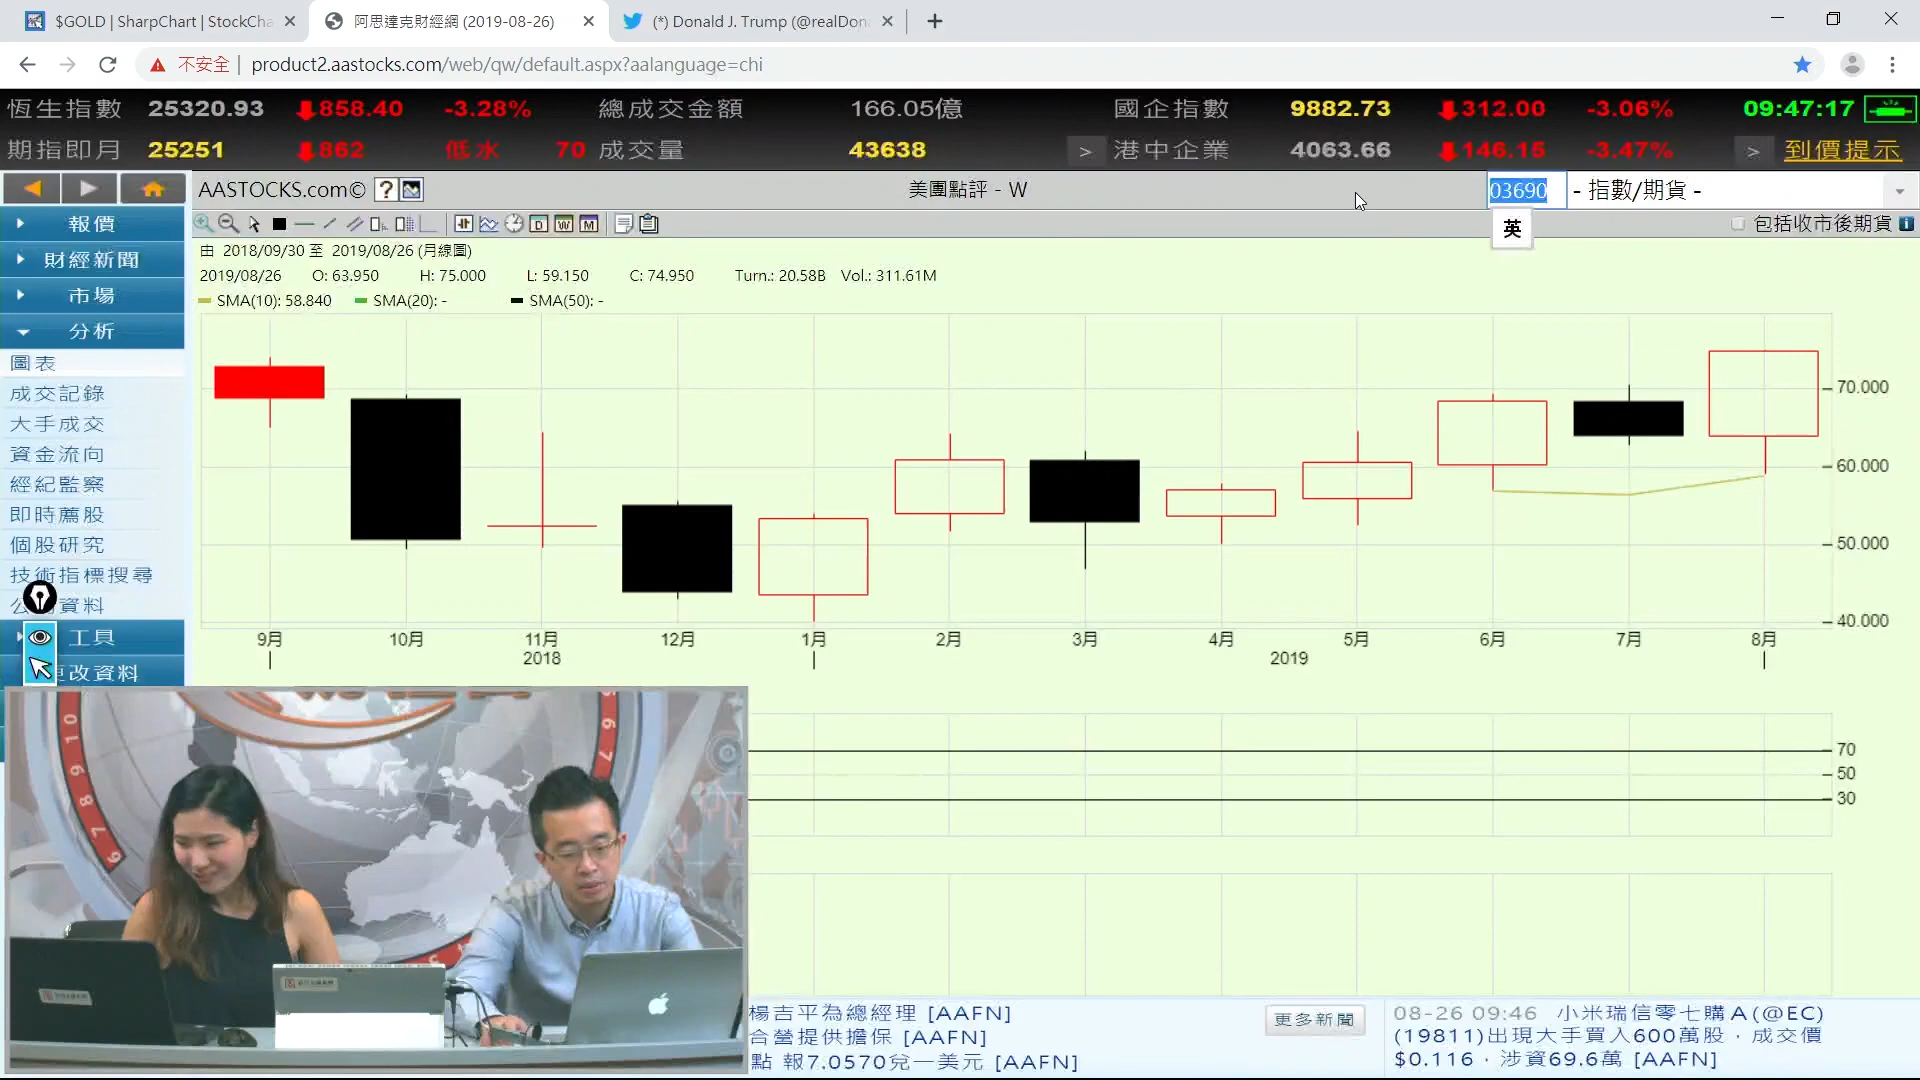 $GOLD | SharpChart | StockCha
阿思達克財經網 (2019-08-26)
(*) Donald J. Trump (@realDon
不安全 | product2.aastocks.com/web/qw/default.aspx?aalanguage=chi
恆生指數 25320.93 858.40 -3.28% 總成交金額 166.05億 國企指數 9882.73 312.00 -3.06% 09:47:17
期指即月 25251 862 低水 70 成交量 43638 > 港中企業 4063.66 146.15 -3.47% > 到價提示
AASTOCKS.com© ? 美團點評 - W 03690 - 指數/期貨 -
英
D W M 包括收市後期貨 i
由 2018/09/30 至 2019/08/26 (月線圖)
2019/08/26 O: 63.950 H: 75.000 L: 59.150 C: 74.950 Turn.: 20.58B Vol.: 311.61M
SMA(10): 58.840 SMA(20): - SMA(50): -
報價
財經新聞
市場
分析
圖表
成交記錄
大手成交
資金流向
經紀監察
即時薦股
個股研究
技術指標搜尋
公 資料
工具
更改資料
70.000
60.000
50.000
40.000
9月 10月 11月 12月 1月 2月 3月 4月 5月 6月 7月 8月
2018 2019
70
50
30
10
9
8
7
6
6
7
楊吉平為總經理 [AAFN]
合營提供擔保 [AAFN]
點 報7.0570兌一美元 [AAFN]
更多新聞
08-26 09:46 小米瑞信零七購A(@EC)
(19811)出現大手買入600萬股，成交價
$0.116，涉資69.6萬 [AAFN]